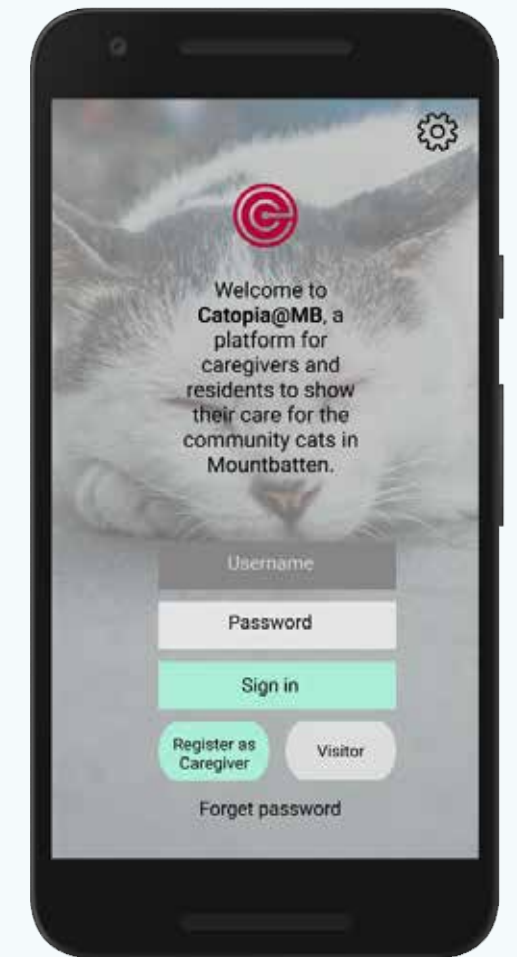 Welcome to
Catopia@MB, a
platform for
caregivers and
residents to show
their care for the
community cats in
Mountbatten.
Username
Password
Sign in
Register as
Caregiver
Visitor
Forget password